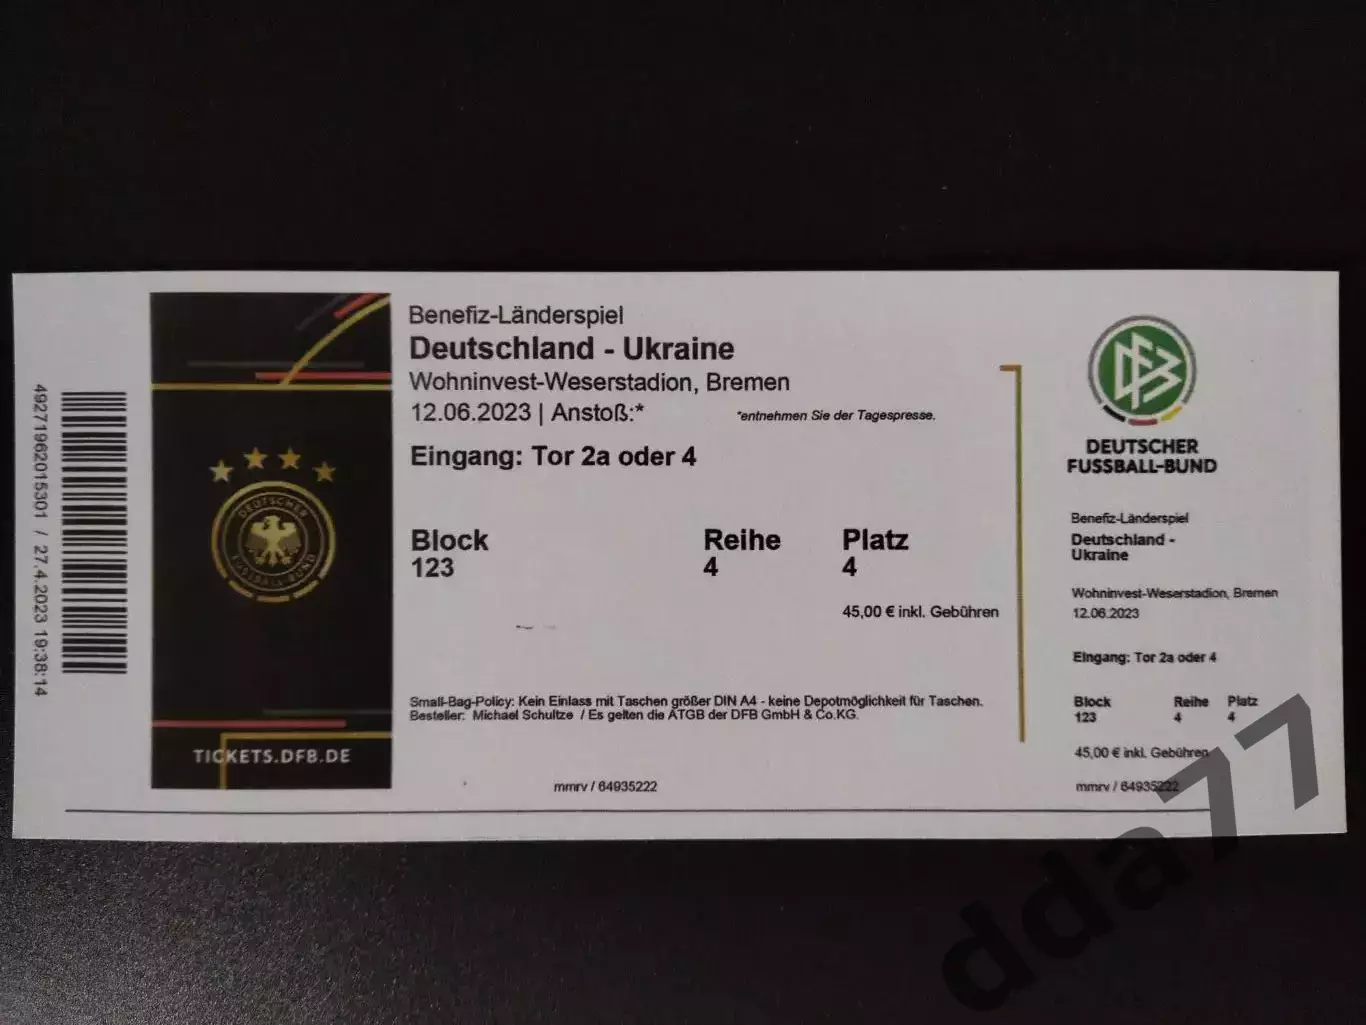 4927196201530​1 / 27.4.2023 19:38:14
DEUTSCHER
FUSSBALL-BUND
TICKETS.DFB.DE
Benefiz-Länderspiel
Deutschland - Ukraine
Wohninvest-Weserstadion, Bremen
12.06.2023 | Anstoß:*
*entnehmen Sie der Tagespresse.
Eingang: Tor 2a oder 4
Block Reihe Platz
123 4 4
45,00 € inkl. Gebühren
Small-Bag-Policy: Kein Einlass mit Taschen größer DIN A4 - keine Depotmöglichkeit für Taschen.
Besteller: Michael Schultze / Es gelten die ATGB der DFB GmbH & Co.KG.
mmrv / 64935222
DFB
DEUTSCHER
FUSSBALL-BUND
Benefiz-Länderspiel
Deutschland -
Ukraine
Wohninvest-Weserstadion, Bremen
12.06.2023
Eingang: Tor 2a oder 4
Block Reihe Platz
123 4 4
45,00 € inkl. Gebühren
mmrv / 64935222
dda77